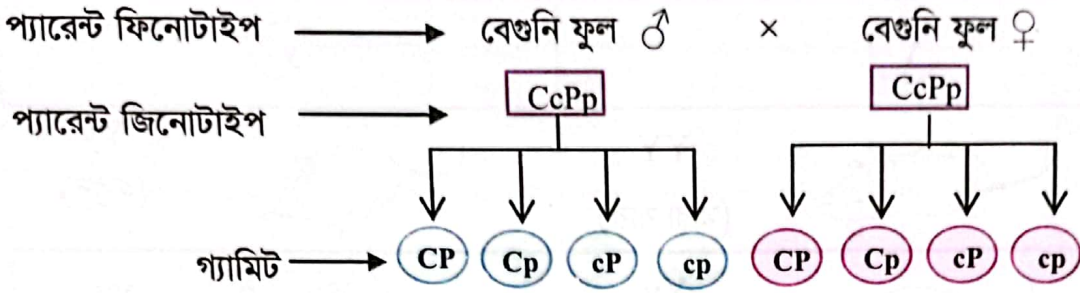 প্যারেন্ট ফিনোটাইপ বেগুনি ফুল ♂ × বেগুনি ফুল ♀
প্যারেন্ট জিনোটাইপ CcPp CcPp
গ্যামিট CP Cp cP cp CP Cp cP cp